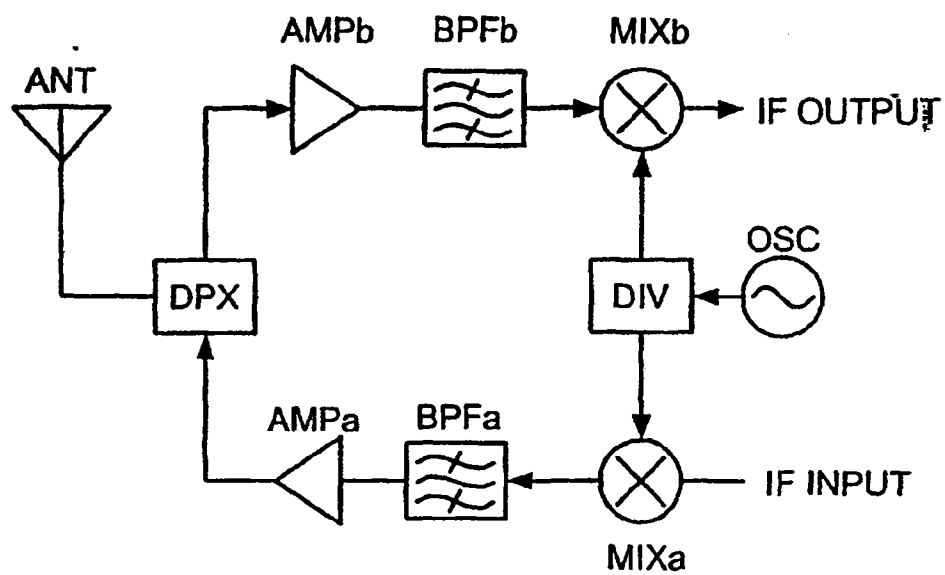 AMPb BPFb MIXb
ANT
IF OUTPUT
OSC
DPX DIV
AMPa BPFa
IF INPUT
MIXa